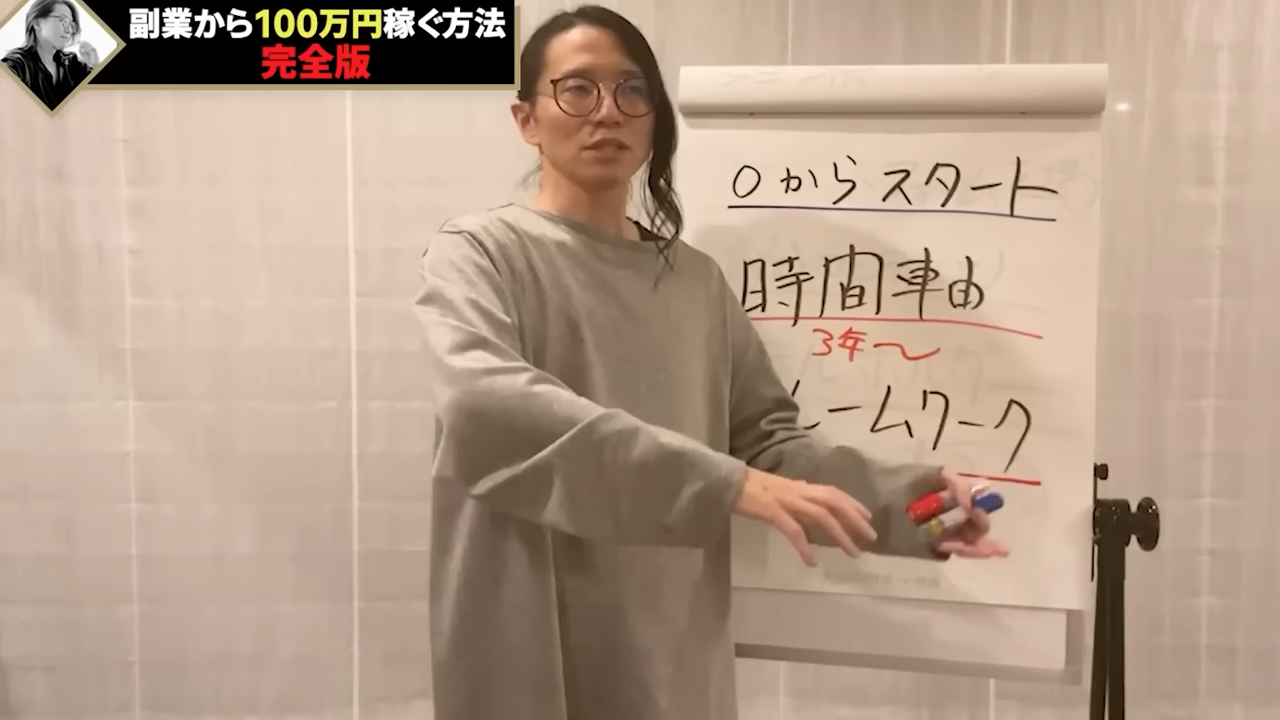 副業から100万円稼ぐ方法
完全版
0からスタート
時間軸
3年〜
レームワーク